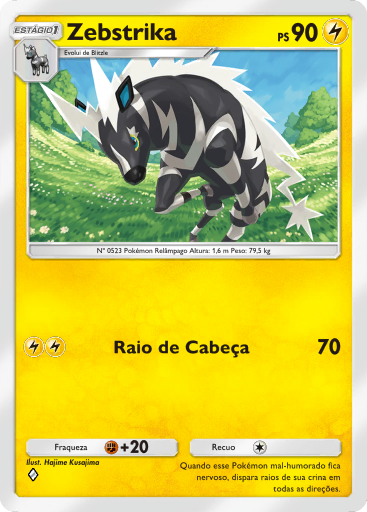 ESTÁGIO 1
Zebstrika
PS 90
Evolui de Blitzle
Nº 0523 Pokémon Relâmpago Altura: 1,6 m Peso: 79,5 kg
Raio de Cabeça 70
Fraqueza +20 Recuo
Ilust. Hajime Kusajima
Quando esse Pokémon mal-humorado fica
nervoso, dispara raios de sua crina em
todas as direções.